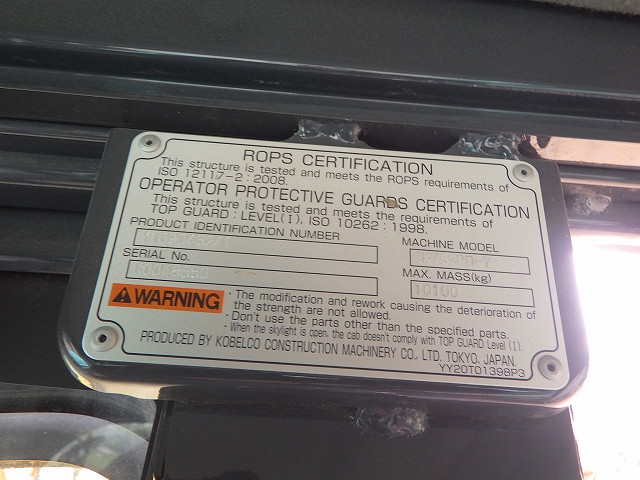 ROPS CERTIFICATION
This structure is tested and meets the ROPS requirements of
ISO 12117-2:2008.
OPERATOR PROTECTIVE GUARDS CERTIFICATION
This structure is tested and meets the requirements of
TOP GUARD : LEVEL(I). ISO 10262 : 1998.
PRODUCT IDENTIFICATION NUMBER
MACHINE MODEL
SERIAL No.
MAX. MASS(kg)
10100
WARNING
· The modification and rework causing the deterioration of
the strength are not allowed.
· Don't use the parts other than the specified parts.
· When the skylight is open, the cab doesn't comply with TOP GUARD Level (I).
PRODUCED BY KOBELCO CONSTRUCTION MACHINERY CO., LTD. TOKYO, JAPAN.
YY20T01398P3